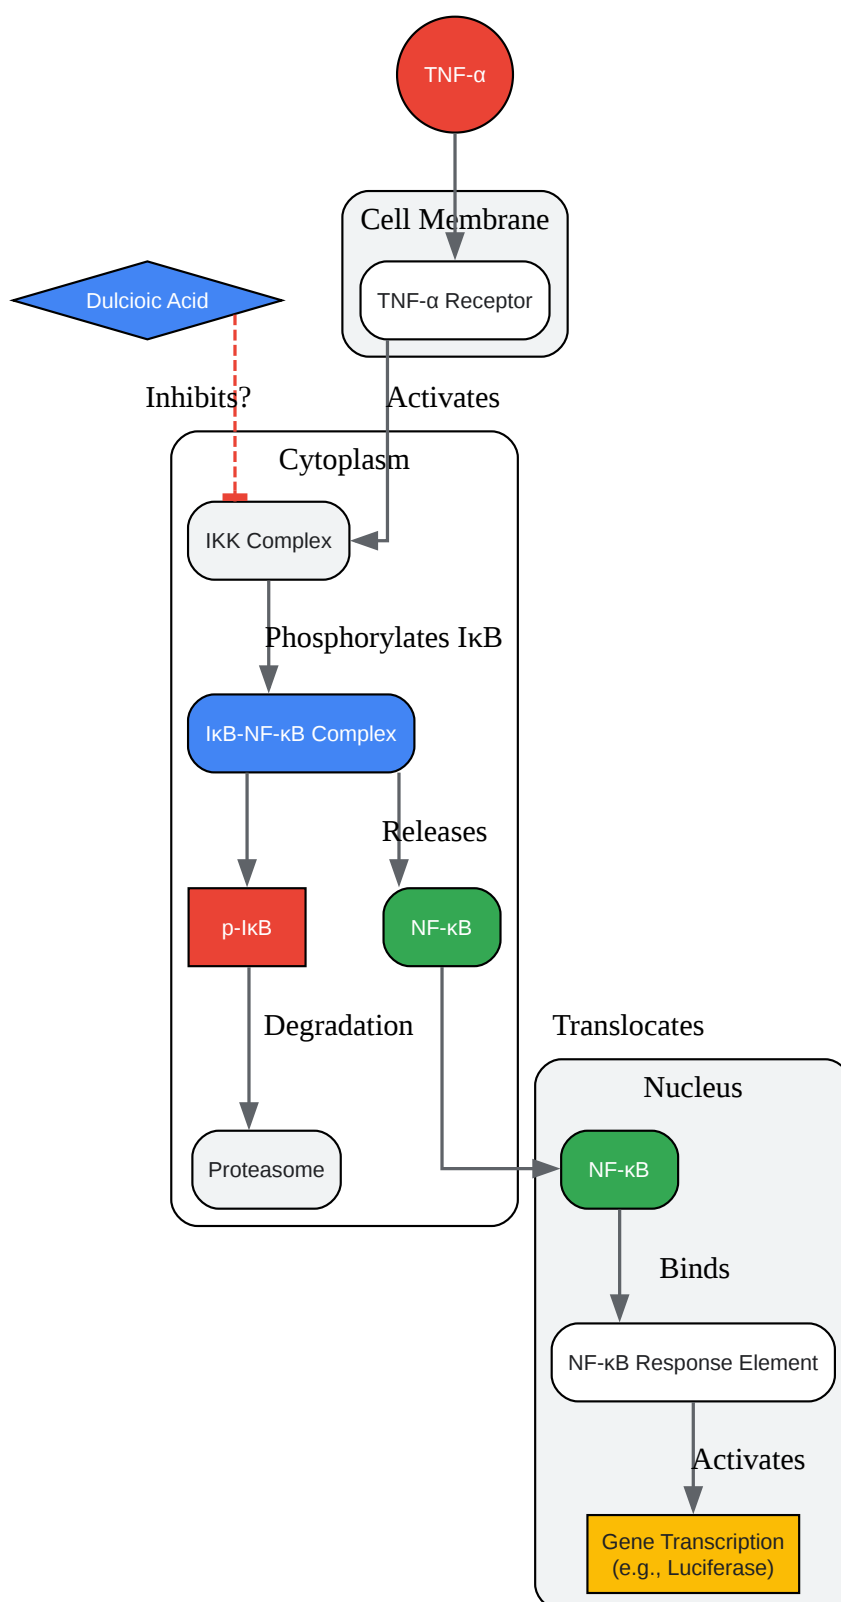 TNF-α
Cell Membrane
TNF-α Receptor
Dulcioic Acid
Inhibits?
Activates
Cytoplasm
IKK Complex
Phosphorylates IκB
IκB-NF-κB Complex
Releases
p-IκB
NF-κB
Degradation
Translocates
Nucleus
Proteasome
NF-κB
Binds
NF-κB Response Element
Activates
Gene Transcription
(e.g., Luciferase)